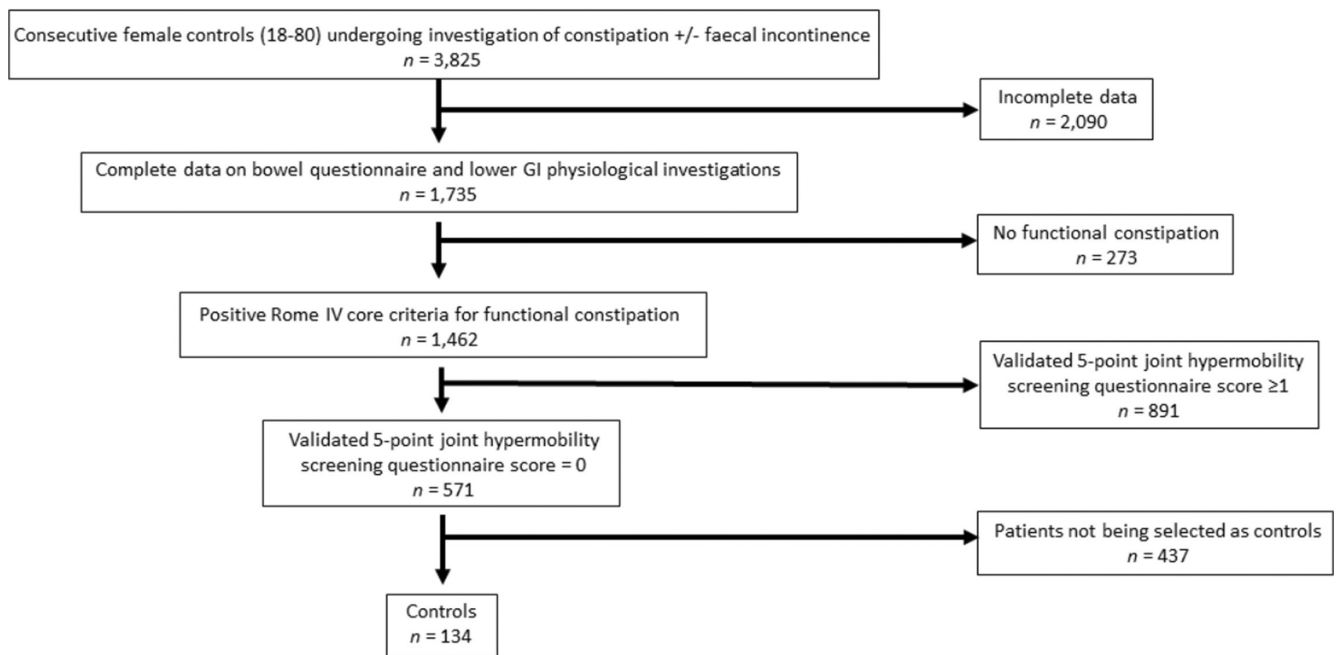 Consecutive female controls (18-80) undergoing investigation of constipation +/- faecal incontinence
n = 3,825
Incomplete data
n = 2,090
Complete data on bowel questionnaire and lower GI physiological investigations
n = 1,735
No functional constipation
n = 273
Positive Rome IV core criteria for functional constipation
n = 1,462
Validated 5-point joint hypermobility
screening questionnaire score ≥1
n = 891
Validated 5-point joint hypermobility
screening questionnaire score = 0
n = 571
Patients not being selected as controls
n = 437
Controls
n = 134